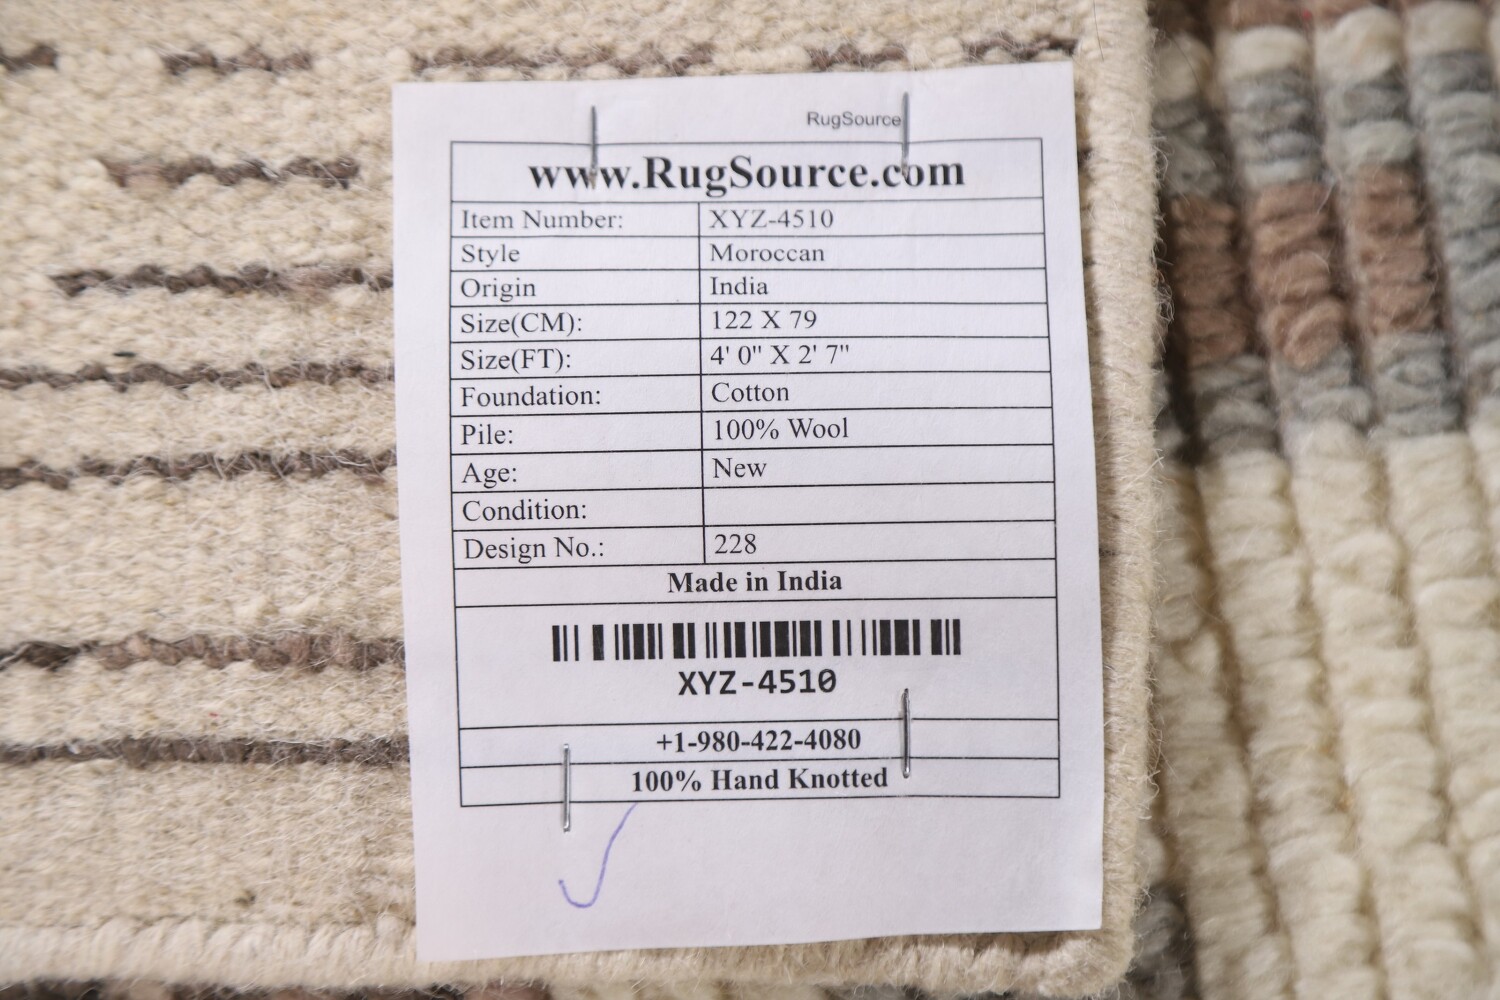 RugSource
www.RugSource.com
Item Number: XYZ-4510
Style Moroccan
Origin India
Size(CM): 122 X 79
Size(FT): 4' 0" X 2' 7"
Foundation: Cotton
Pile: 100% Wool
Age: New
Condition:
Design No.: 228
Made in India
XYZ-4510
+1-980-422-4080
100% Hand Knotted